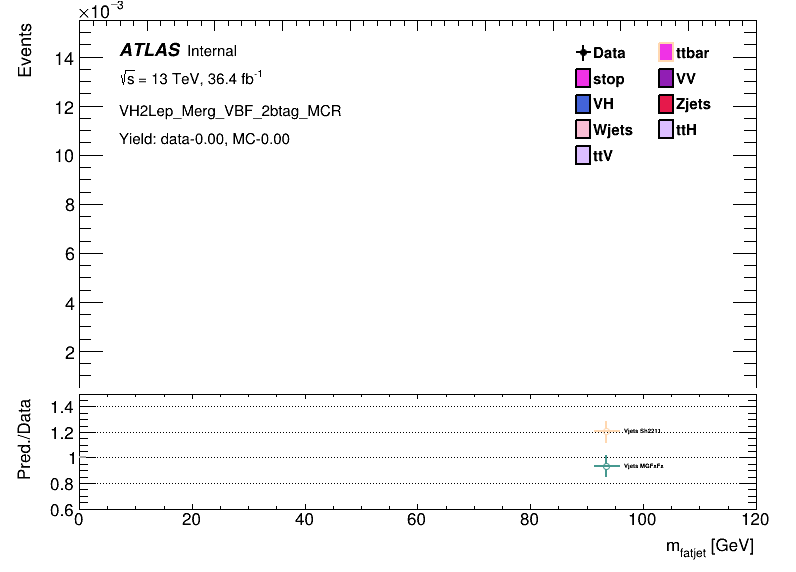 ×10⁻³
Events
14
12
10
8
6
4
2
ATLAS Internal
√s = 13 TeV, 36.4 fb⁻¹
VH2Lep_Merg_VBF_2btag_MCR
Yield: data-0.00, MC-0.00
Data ttbar
stop VV
VH Zjets
Wjets ttH
ttV
Pred./Data
1.4
1.2
1
0.8
0.6
Vjets Sh2211
Vjets MGFxFx
0 20 40 60 80 100 120
m_fatjet [GeV]